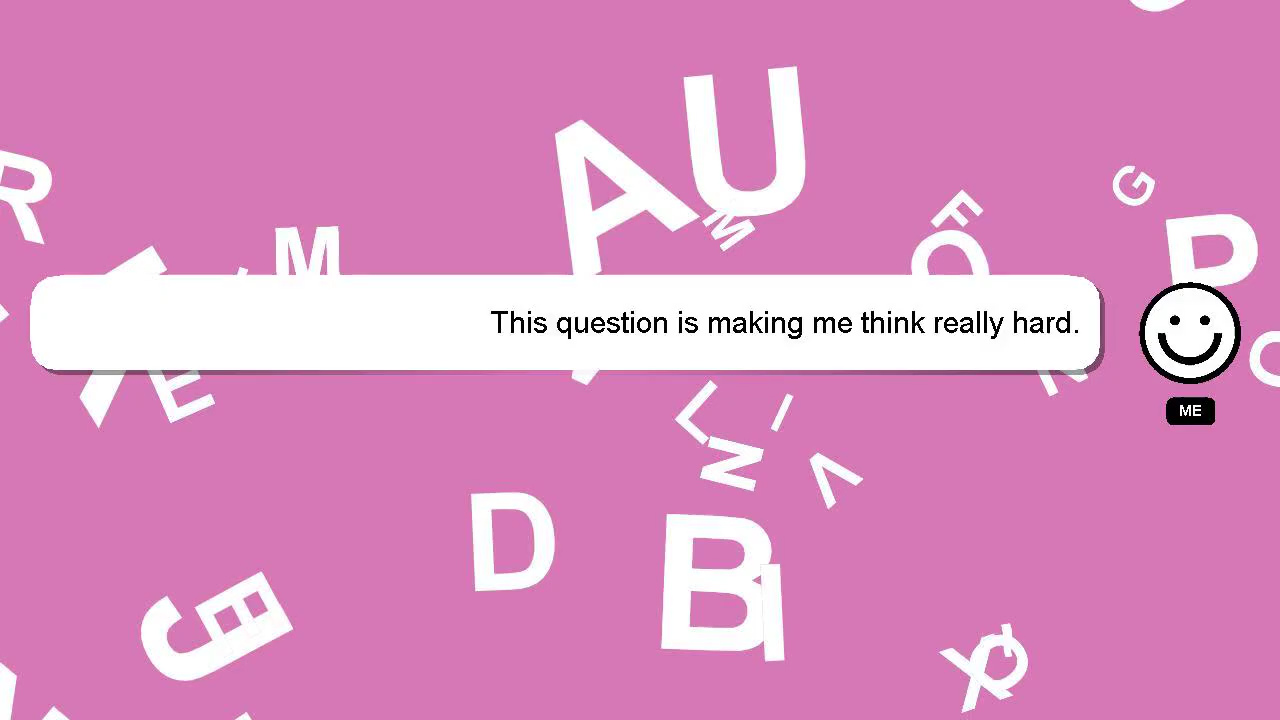 This question is making me think really hard.
ME
R
M
A
U
M
F
O
G
P
E
N
L
I
N
V
D
B
I
J
E
X